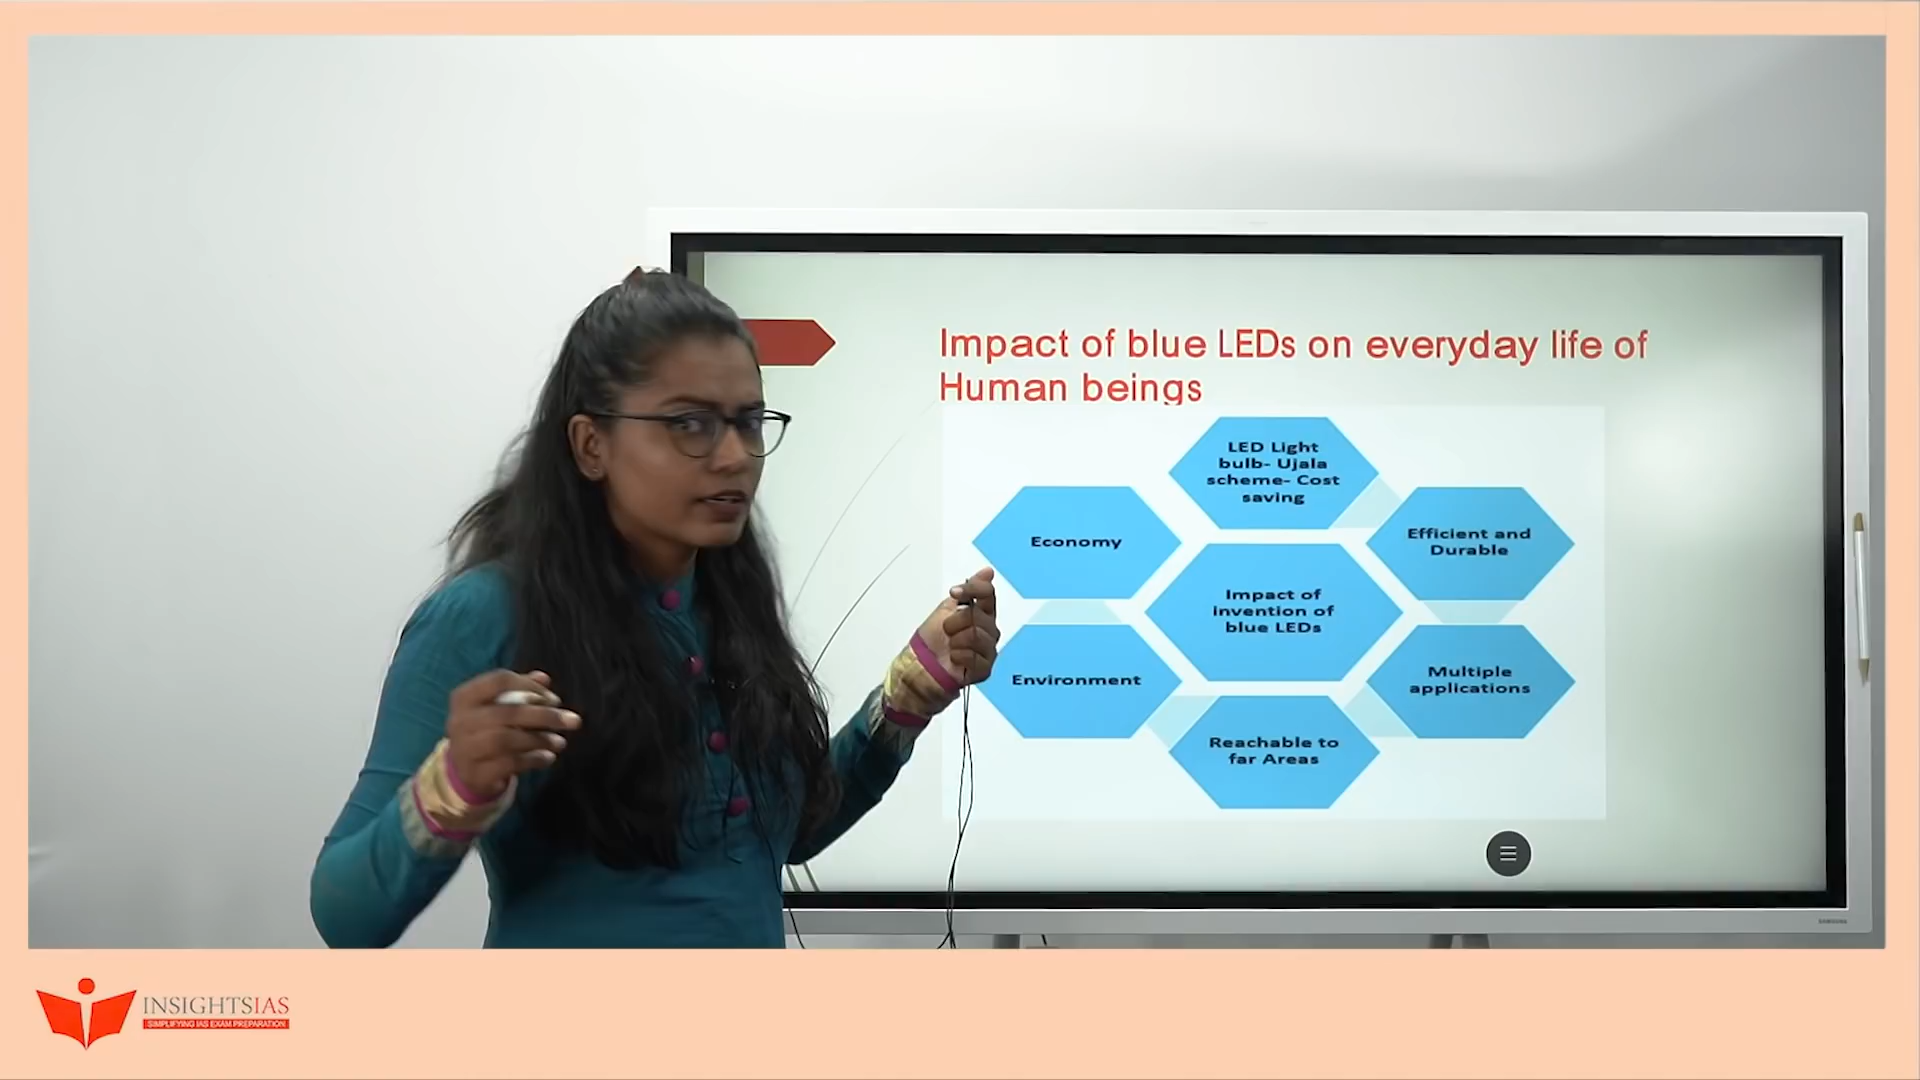 Impact of blue LEDs on everyday life of
Human beings
LED Light
bulb- Ujala
scheme- Cost
saving
Economy
Efficient and
Durable
Impact of
invention of
blue LEDs
Environment
Multiple
applications
Reachable to
far Areas
SAMSUNG
INSIGHTSIAS
SIMPLIFYING IAS EXAM PREPARATION